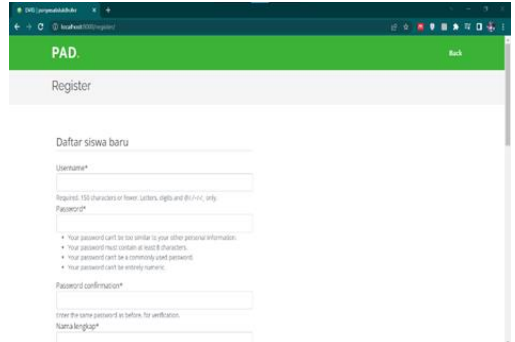 localhost:8000/register/
PAD.
Back
Register
Daftar siswa baru
Username*
Required. 150 characters or fewer. Letters, digits and @/./+/-/_ only.
Password*
Your password can't be too similar to your other personal information.
Your password must contain at least 8 characters.
Your password can't be a commonly used password.
Your password can't be entirely numeric.
Password confirmation*
Enter the same password as before, for verification.
Nama lengkap*